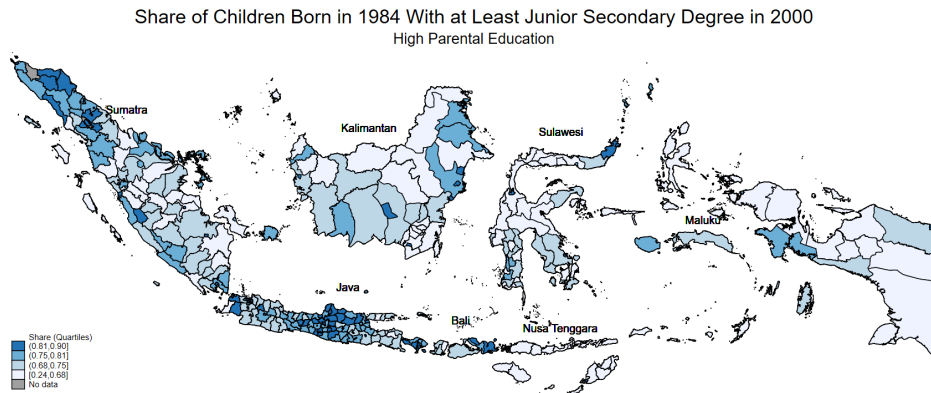 Share of Children Born in 1984 With at Least Junior Secondary Degree in 2000
High Parental Education
Sumatra
Kalimantan
Sulawesi
Maluku
Java
Bali
Nusa Tenggara
Share (Quartiles)
(0.81,0.90]
(0.75,0.81]
(0.68,0.75]
[0.24,0.68]
No data